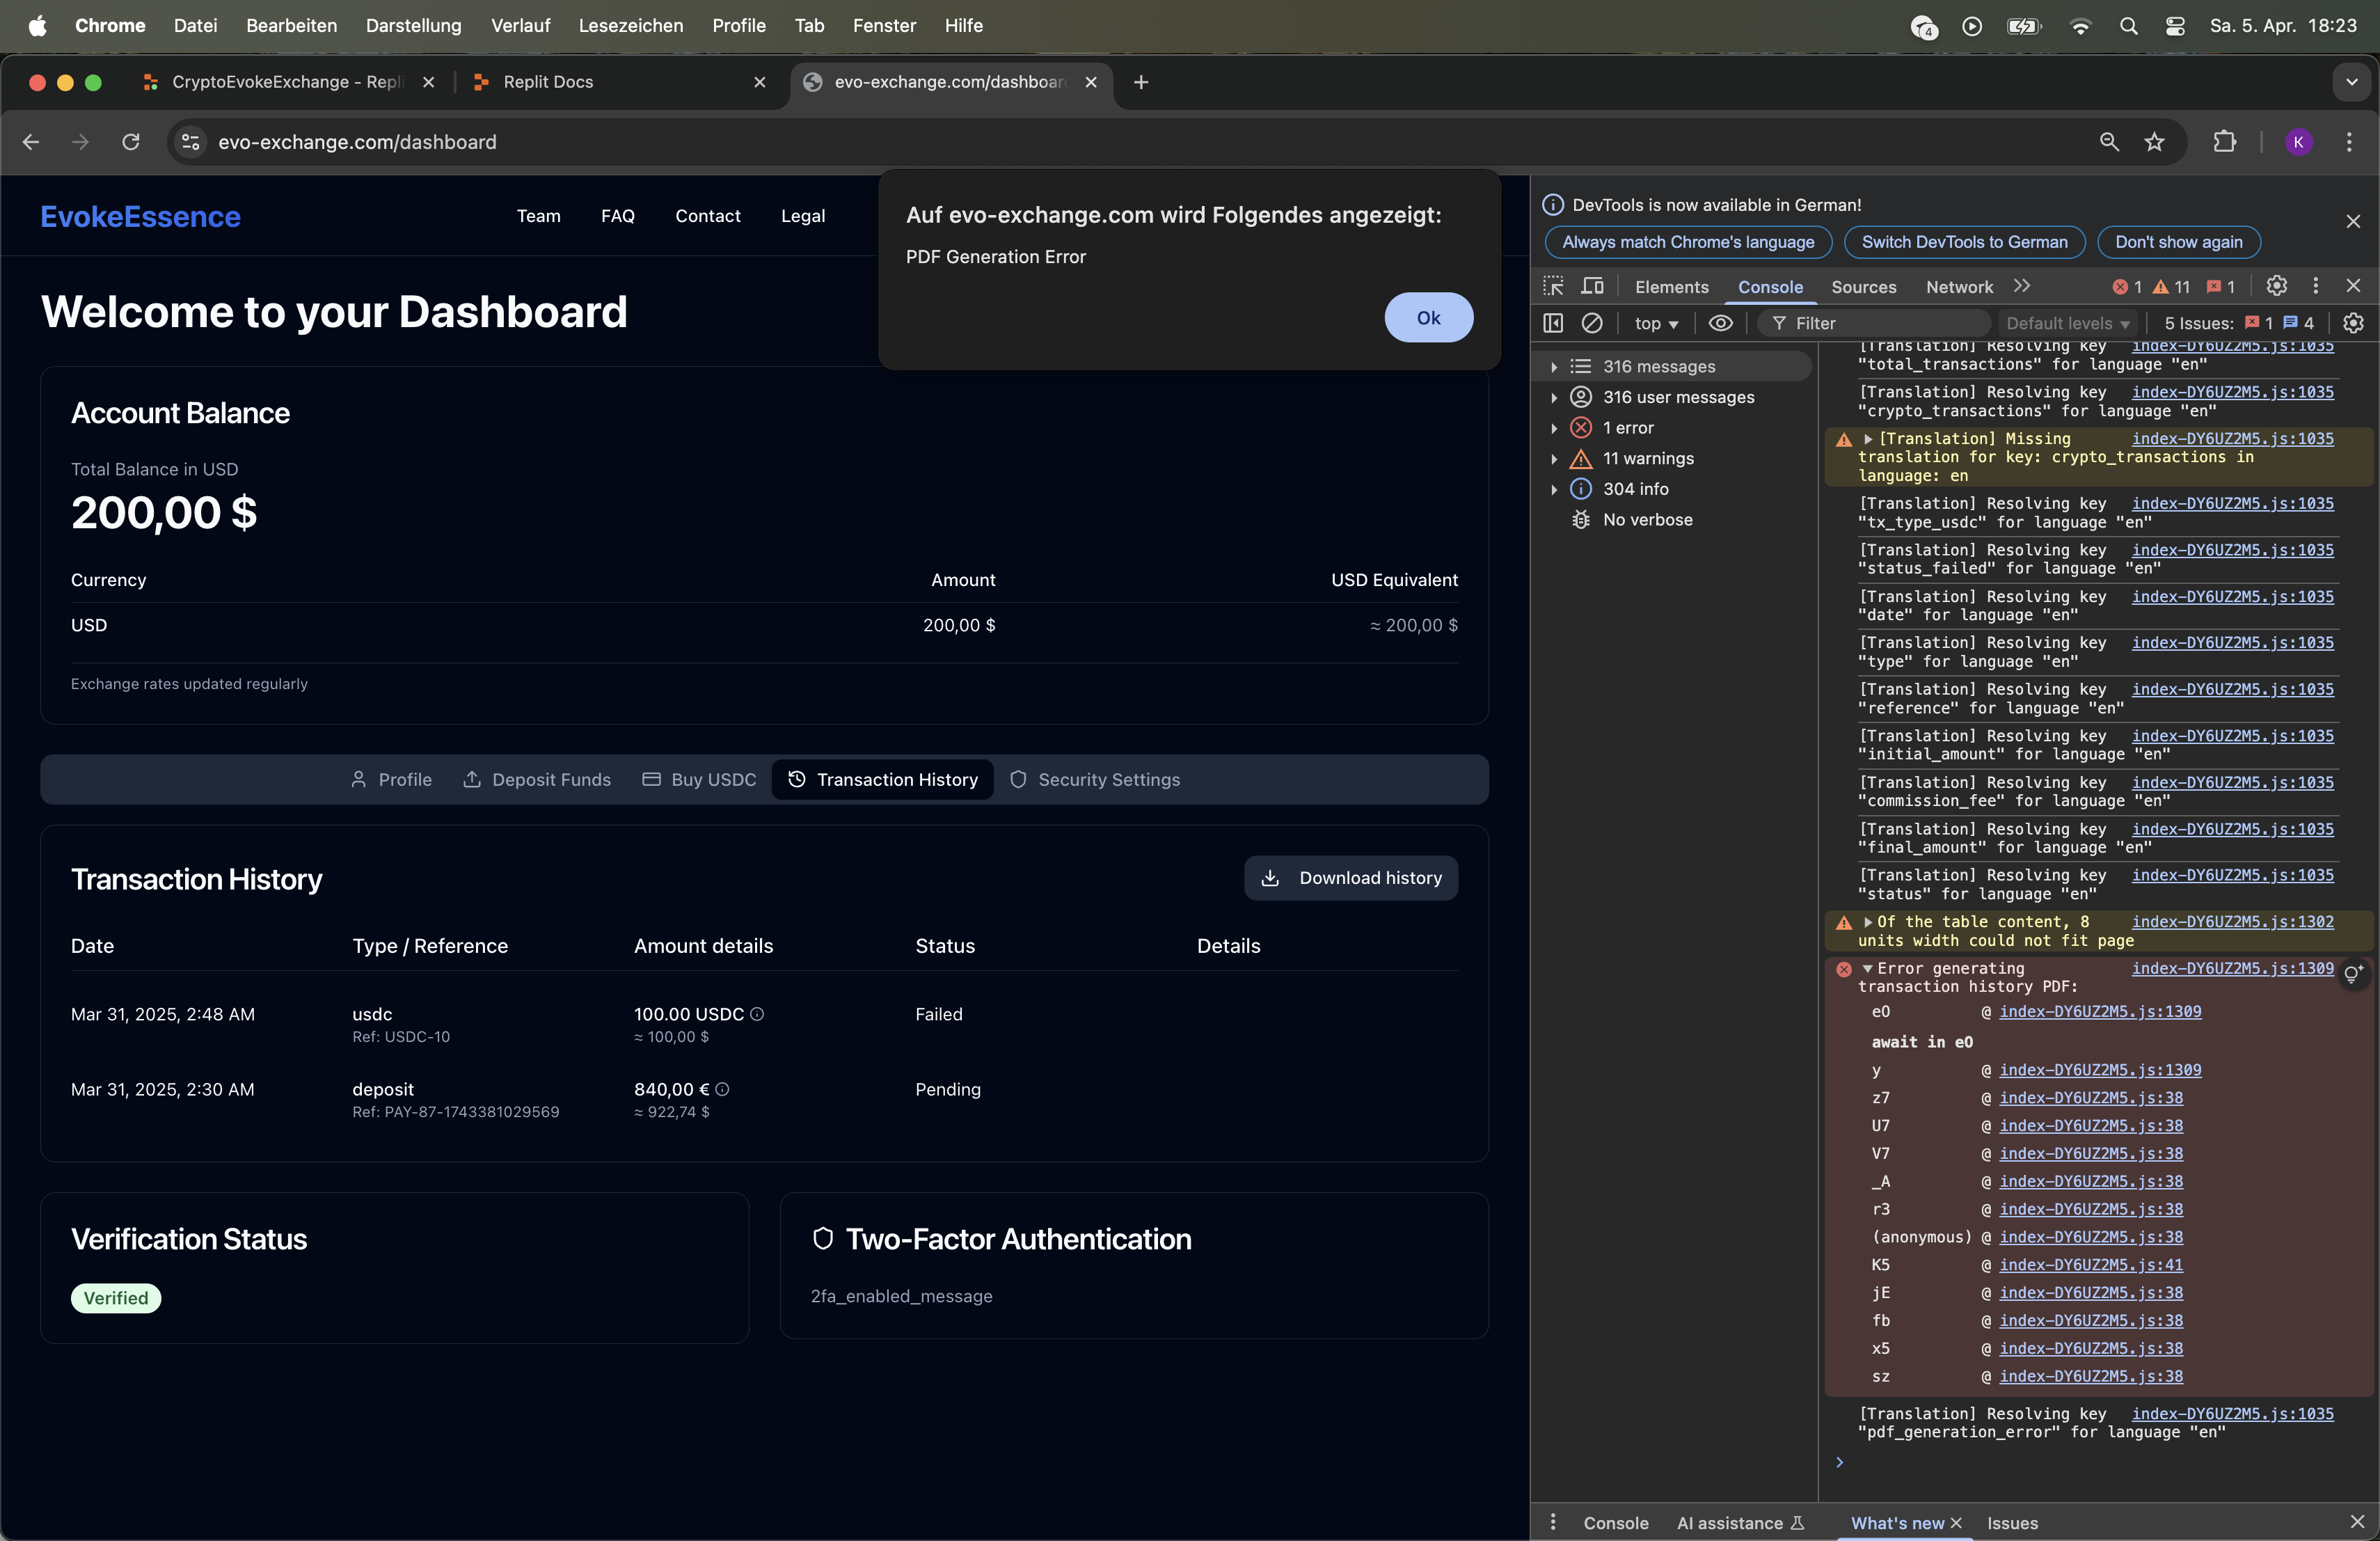 Chrome Datei Bearbeiten Darstellung Verlauf Lesezeichen Profile Tab Fenster Hilfe
4
Sa. 5. Apr. 18:23
CryptoEvokeExchange - Repli
Replit Docs
evo-exchange.com/dashboar
evo-exchange.com/dashboard
K
EvokeEssence
Team FAQ Contact Legal
Auf evo-exchange.com wird Folgendes angezeigt:
PDF Generation Error
Ok
Welcome to your Dashboard
Account Balance
Total Balance in USD
200,00 $
Currency Amount USD Equivalent
USD 200,00 $ ≈ 200,00 $
Exchange rates updated regularly
Profile Deposit Funds Buy USDC Transaction History Security Settings
Transaction History
Download history
Date Type / Reference Amount details Status Details
Mar 31, 2025, 2:48 AM usdc 100.00 USDC Failed
Ref: USDC-10 ≈ 100,00 $
Mar 31, 2025, 2:30 AM deposit 840,00 € Pending
Ref: PAY-87-1743381029569 ≈ 922,74 $
Verification Status
Verified
Two-Factor Authentication
2fa_enabled_message
DevTools is now available in German!
Always match Chrome's language Switch DevTools to German Don't show again
Elements Console Sources Network 1 11 1
top Filter Default levels 5 Issues: 1 4
316 messages
316 user messages
1 error
11 warnings
304 info
No verbose
[Translation] Resolving key index-DY6UZ2M5.js:1035
"total_transactions" for language "en"
[Translation] Resolving key index-DY6UZ2M5.js:1035
"crypto_transactions" for language "en"
[Translation] Missing index-DY6UZ2M5.js:1035
translation for key: crypto_transactions in
language: en
[Translation] Resolving key index-DY6UZ2M5.js:1035
"tx_type_usdc" for language "en"
[Translation] Resolving key index-DY6UZ2M5.js:1035
"status_failed" for language "en"
[Translation] Resolving key index-DY6UZ2M5.js:1035
"date" for language "en"
[Translation] Resolving key index-DY6UZ2M5.js:1035
"type" for language "en"
[Translation] Resolving key index-DY6UZ2M5.js:1035
"reference" for language "en"
[Translation] Resolving key index-DY6UZ2M5.js:1035
"initial_amount" for language "en"
[Translation] Resolving key index-DY6UZ2M5.js:1035
"commission_fee" for language "en"
[Translation] Resolving key index-DY6UZ2M5.js:1035
"final_amount" for language "en"
[Translation] Resolving key index-DY6UZ2M5.js:1035
"status" for language "en"
Of the table content, 8 index-DY6UZ2M5.js:1302
units width could not fit page
Error generating index-DY6UZ2M5.js:1309
transaction history PDF:
eO @ index-DY6UZ2M5.js:1309
await in eO
y @ index-DY6UZ2M5.js:1309
z7 @ index-DY6UZ2M5.js:38
U7 @ index-DY6UZ2M5.js:38
V7 @ index-DY6UZ2M5.js:38
_A @ index-DY6UZ2M5.js:38
r3 @ index-DY6UZ2M5.js:38
(anonymous) @ index-DY6UZ2M5.js:38
K5 @ index-DY6UZ2M5.js:41
jE @ index-DY6UZ2M5.js:38
fb @ index-DY6UZ2M5.js:38
x5 @ index-DY6UZ2M5.js:38
sz @ index-DY6UZ2M5.js:38
[Translation] Resolving key index-DY6UZ2M5.js:1035
"pdf_generation_error" for language "en"
Console AI assistance What's new Issues